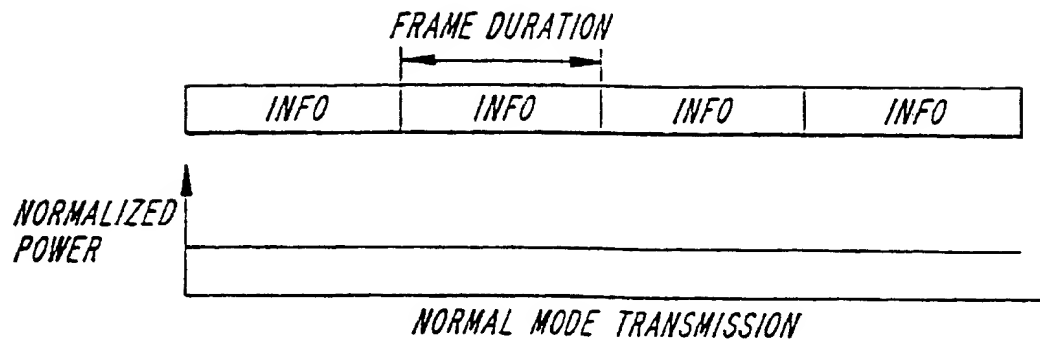 FRAME DURATION
INFO INFO INFO INFO
NORMALIZED
POWER
NORMAL MODE TRANSMISSION